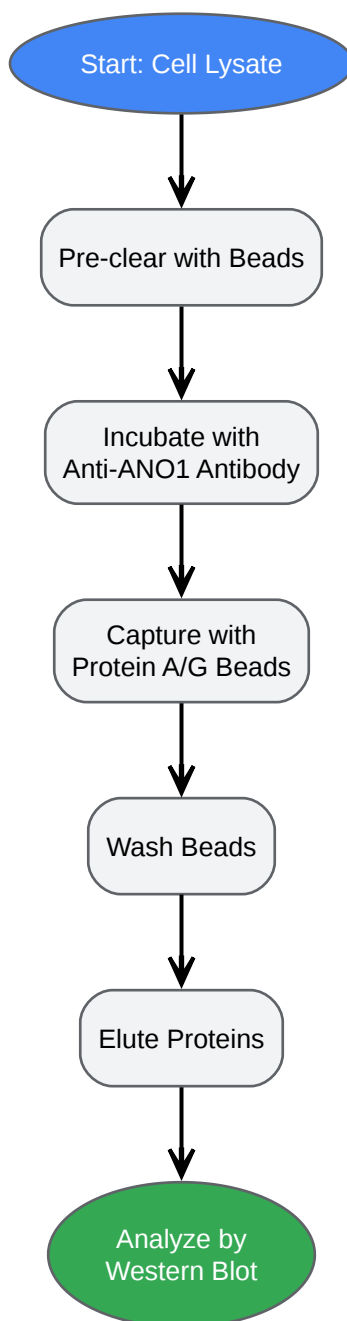 Start: Cell Lysate
Pre-clear with Beads
Incubate with
Anti-ANO1 Antibody
Capture with
Protein A/G Beads
Wash Beads
Elute Proteins
Analyze by
Western Blot